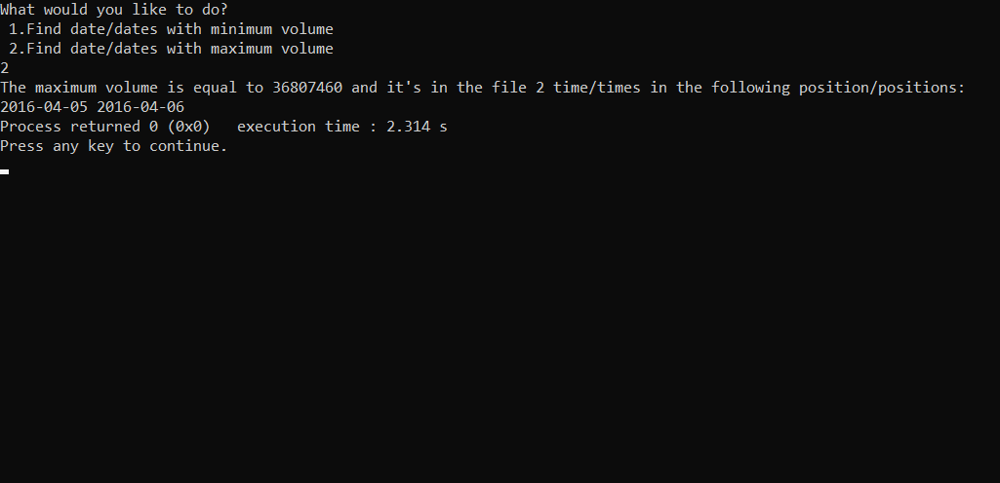 What would you like to do?
 1.Find date/dates with minimum volume
 2.Find date/dates with maximum volume
2
The maximum volume is equal to 36807460 and it's in the file 2 time/times in the following position/positions:
2016-04-05 2016-04-06
Process returned 0 (0x0)   execution time : 2.314 s
Press any key to continue.